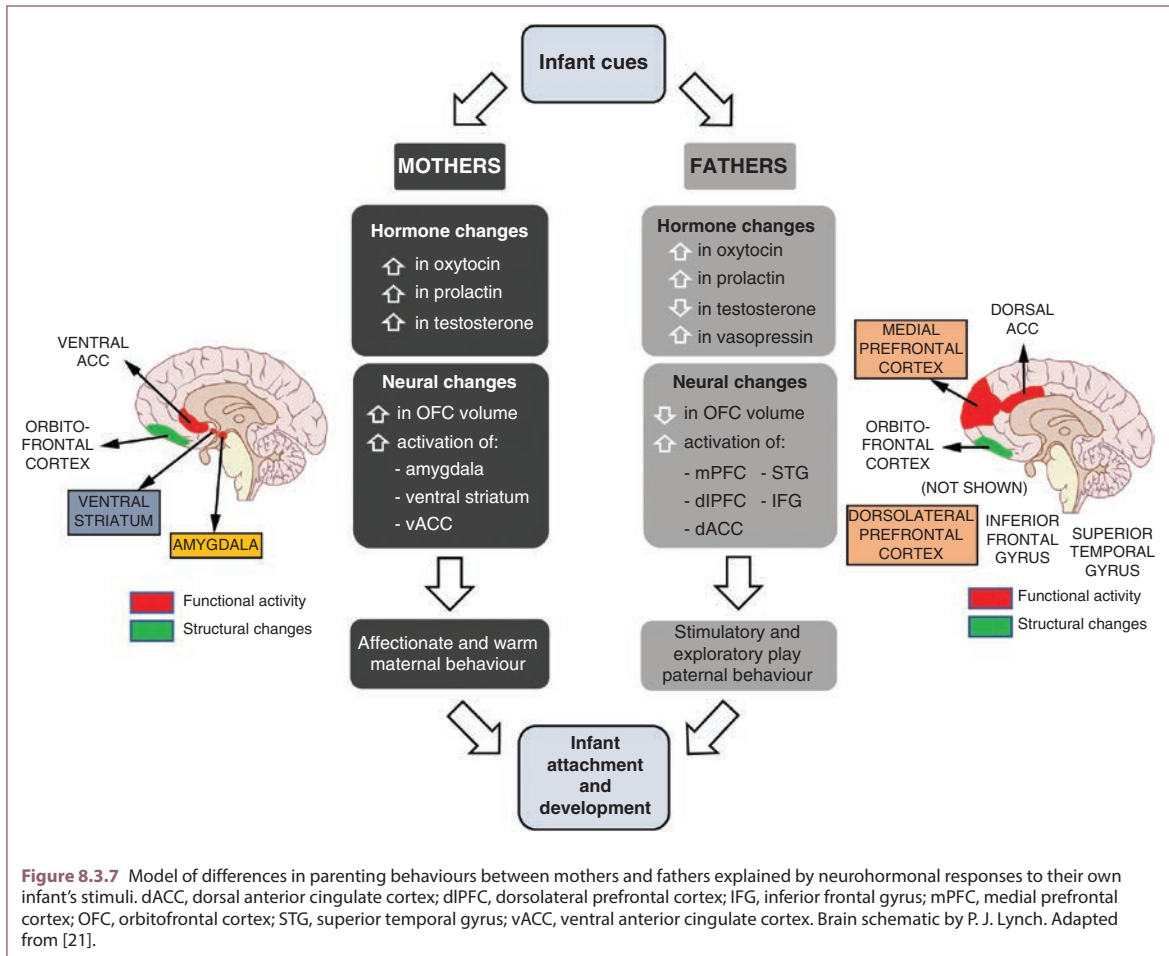 Infant cues
MOTHERS
Hormone changes
in oxytocin
in prolactin
in testosterone
Neural changes
in OFC volume
activation of:
- amygdala
- ventral striatum
- vACC
Affectionate and warm
maternal behaviour
FATHERS
Hormone changes
in oxytocin
in prolactin
in testosterone
in vasopressin
Neural changes
in OFC volume
activation of:
- mPFC - STG
- dlPFC - IFG
- dACC
Stimulatory and
exploratory play
paternal behaviour
VENTRAL
ACC
ORBITO-
FRONTAL
CORTEX
VENTRAL
STRIATUM
AMYGDALA
Functional activity
Structural changes
DORSAL
ACC
MEDIAL
PREFRONTAL
CORTEX
ORBITO-
FRONTAL
CORTEX
(NOT SHOWN)
DORSOLATERAL
PREFRONTAL
CORTEX
INFERIOR
FRONTAL
GYRUS
SUPERIOR
TEMPORAL
GYRUS
Functional activity
Structural changes
Infant
attachment
and
development
Figure 8.3.7 Model of differences in parenting behaviours between mothers and fathers explained by neurohormonal responses to their own
infant's stimuli. dACC, dorsal anterior cingulate cortex; dlPFC, dorsolateral prefrontal cortex; IFG, inferior frontal gyrus; mPFC, medial prefrontal
cortex; OFC, orbitofrontal cortex; STG, superior temporal gyrus; vACC, ventral anterior cingulate cortex. Brain schematic by P. J. Lynch. Adapted
from [21].